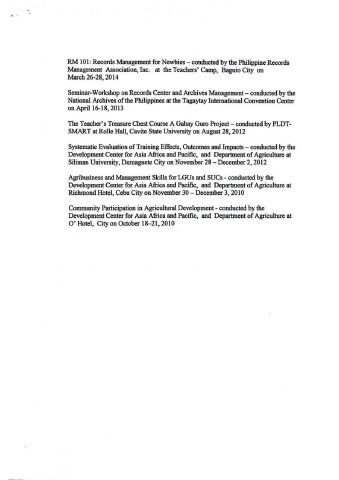 RM 101: Records Management for Newbies – conducted by the Philippine Records
Management Association, Inc. at the Teachers' Camp, Baguio City on
March 26-28, 2014
Seminar-Workshop on Records Center and Archives Management – conducted by the
National Archives of the Philippines at the Tagaytay International Convention Center
on April 16-18, 2013
The Teacher's Treasure Chest Course A Gabay Guro Project – conducted by PLDT-
SMART at Rolle Hall, Cavite State University on August 28, 2012
Systematic Evaluation of Training Effects, Outcomes and Impacts – conducted by the
Development Center for Asia Africa and Pacific, and Department of Agriculture at
Siliman University, Dumaguete City on November 28 – December 2, 2012
Agribusiness and Management Skills for LGUs and SUCs - conducted by the
Development Center for Asia Africa and Pacific, and Department of Agriculture at
Richmond Hotel, Cebu City on November 30 – December 3, 2010
Community Participation in Agricultural Development - conducted by the
Development Center for Asia Africa and Pacific, and Department of Agriculture at
O' Hotel, City on October 18-21, 2010